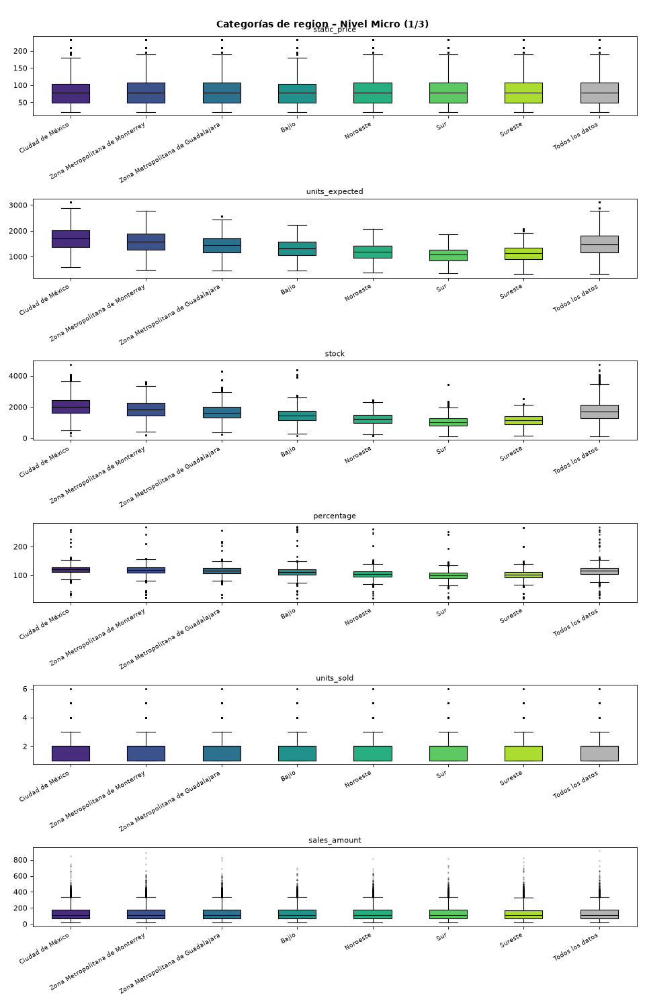 Categorías de region – Nivel Micro (1/3)
static_price
200
150
100
50
Ciudad de México
Zona Metropolitana de Monterrey
Zona Metropolitana de Guadalajara
Bajío
Noroeste
Sur
Sureste
Todos los datos
units_expected
3000
2000
1000
Ciudad de México
Zona Metropolitana de Monterrey
Zona Metropolitana de Guadalajara
Bajío
Noroeste
Sur
Sureste
Todos los datos
stock
4000
2000
0
Ciudad de México
Zona Metropolitana de Monterrey
Zona Metropolitana de Guadalajara
Bajío
Noroeste
Sur
Sureste
Todos los datos
percentage
200
100
Ciudad de México
Zona Metropolitana de Monterrey
Zona Metropolitana de Guadalajara
Bajío
Noroeste
Sur
Sureste
Todos los datos
units_sold
6
4
2
Ciudad de México
Zona Metropolitana de Monterrey
Zona Metropolitana de Guadalajara
Bajío
Noroeste
Sur
Sureste
Todos los datos
sales_amount
800
600
400
200
0
Ciudad de México
Zona Metropolitana de Monterrey
Zona Metropolitana de Guadalajara
Bajío
Noroeste
Sur
Sureste
Todos los datos